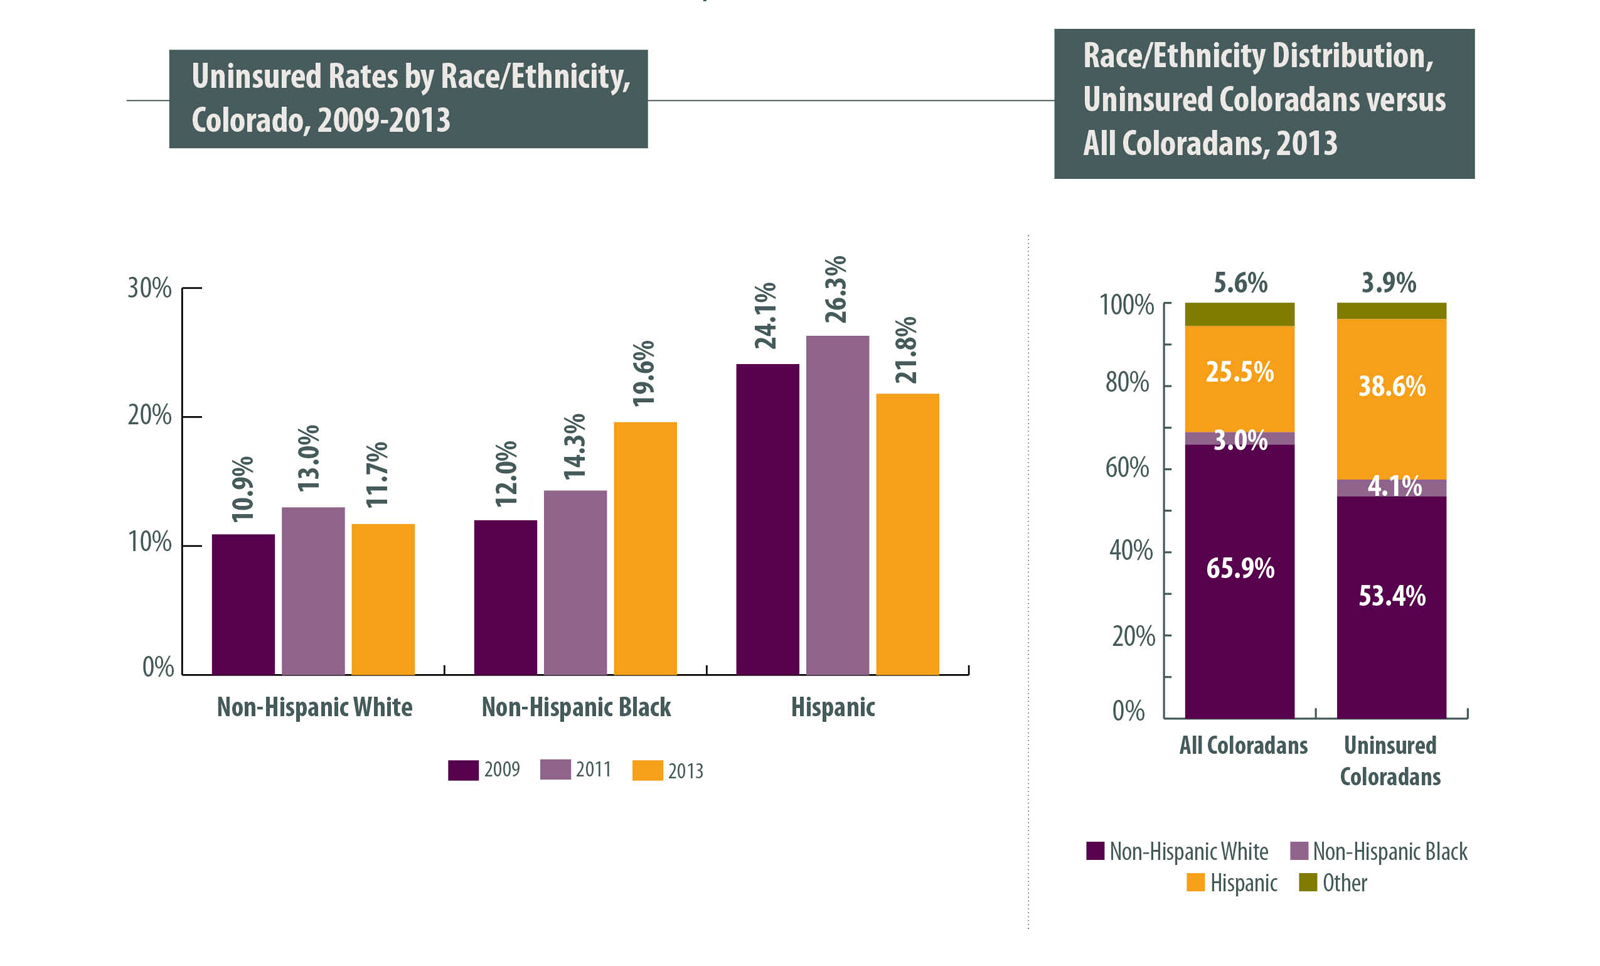 Uninsured Rates by Race/Ethnicity,
Colorado, 2009-2013
30%
20%
10%
0%
10.9%
13.0%
11.7%
12.0%
14.3%
19.6%
24.1%
26.3%
21.8%
Non-Hispanic White
Non-Hispanic Black
Hispanic
2009
2011
2013
Race/Ethnicity Distribution,
Uninsured Coloradans versus
All Coloradans, 2013
100%
80%
60%
40%
20%
0%
5.6%
25.5%
3.0%
65.9%
3.9%
38.6%
4.1%
53.4%
All Coloradans
Uninsured
Coloradans
Non-Hispanic White
Non-Hispanic Black
Hispanic
Other